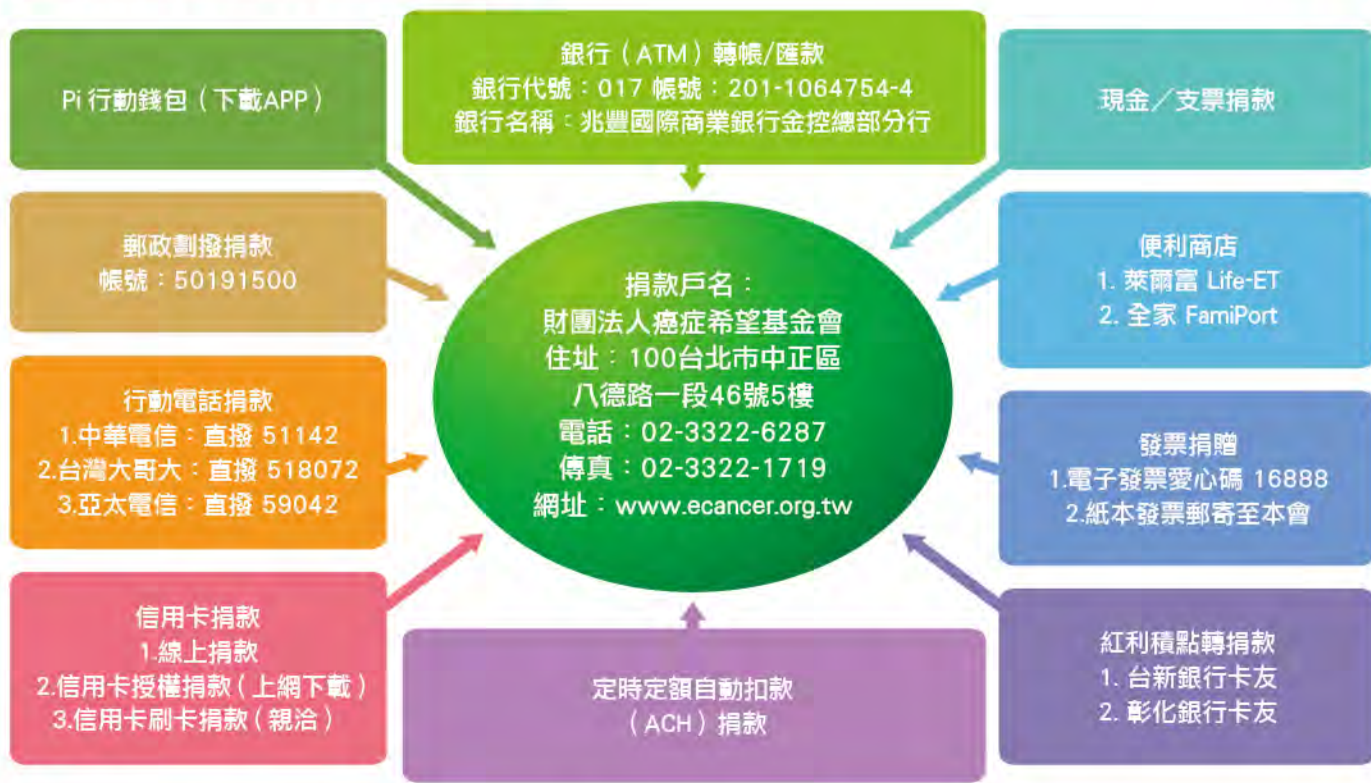 Pi 行動錢包（下載APP）
銀行（ATM）轉帳/匯款
銀行代號：017 帳號：201-1064754-4
銀行名稱：兆豐國際商業銀行金控總部分行
現金／支票捐款
郵政劃撥捐款
帳號：50191500
捐款戶名：
財團法人癌症希望基金會
住址：100台北市中正區
八德路一段46號5樓
電話：02-3322-6287
傳真：02-3322-1719
網址：www.ecancer.org.tw
便利商店
1. 萊爾富 Life-ET
2. 全家 FamiPort
行動電話捐款
1.中華電信：直撥 51142
2.台灣大哥大：直撥 518072
3.亞太電信：直撥 59042
發票捐贈
1.電子發票愛心碼 16888
2.紙本發票郵寄至本會
信用卡捐款
1.線上捐款
2.信用卡授權捐款（上網下載）
3.信用卡刷卡捐款（親洽）
定時定額自動扣款
（ACH）捐款
紅利積點轉捐款
1. 台新銀行卡友
2. 彰化銀行卡友